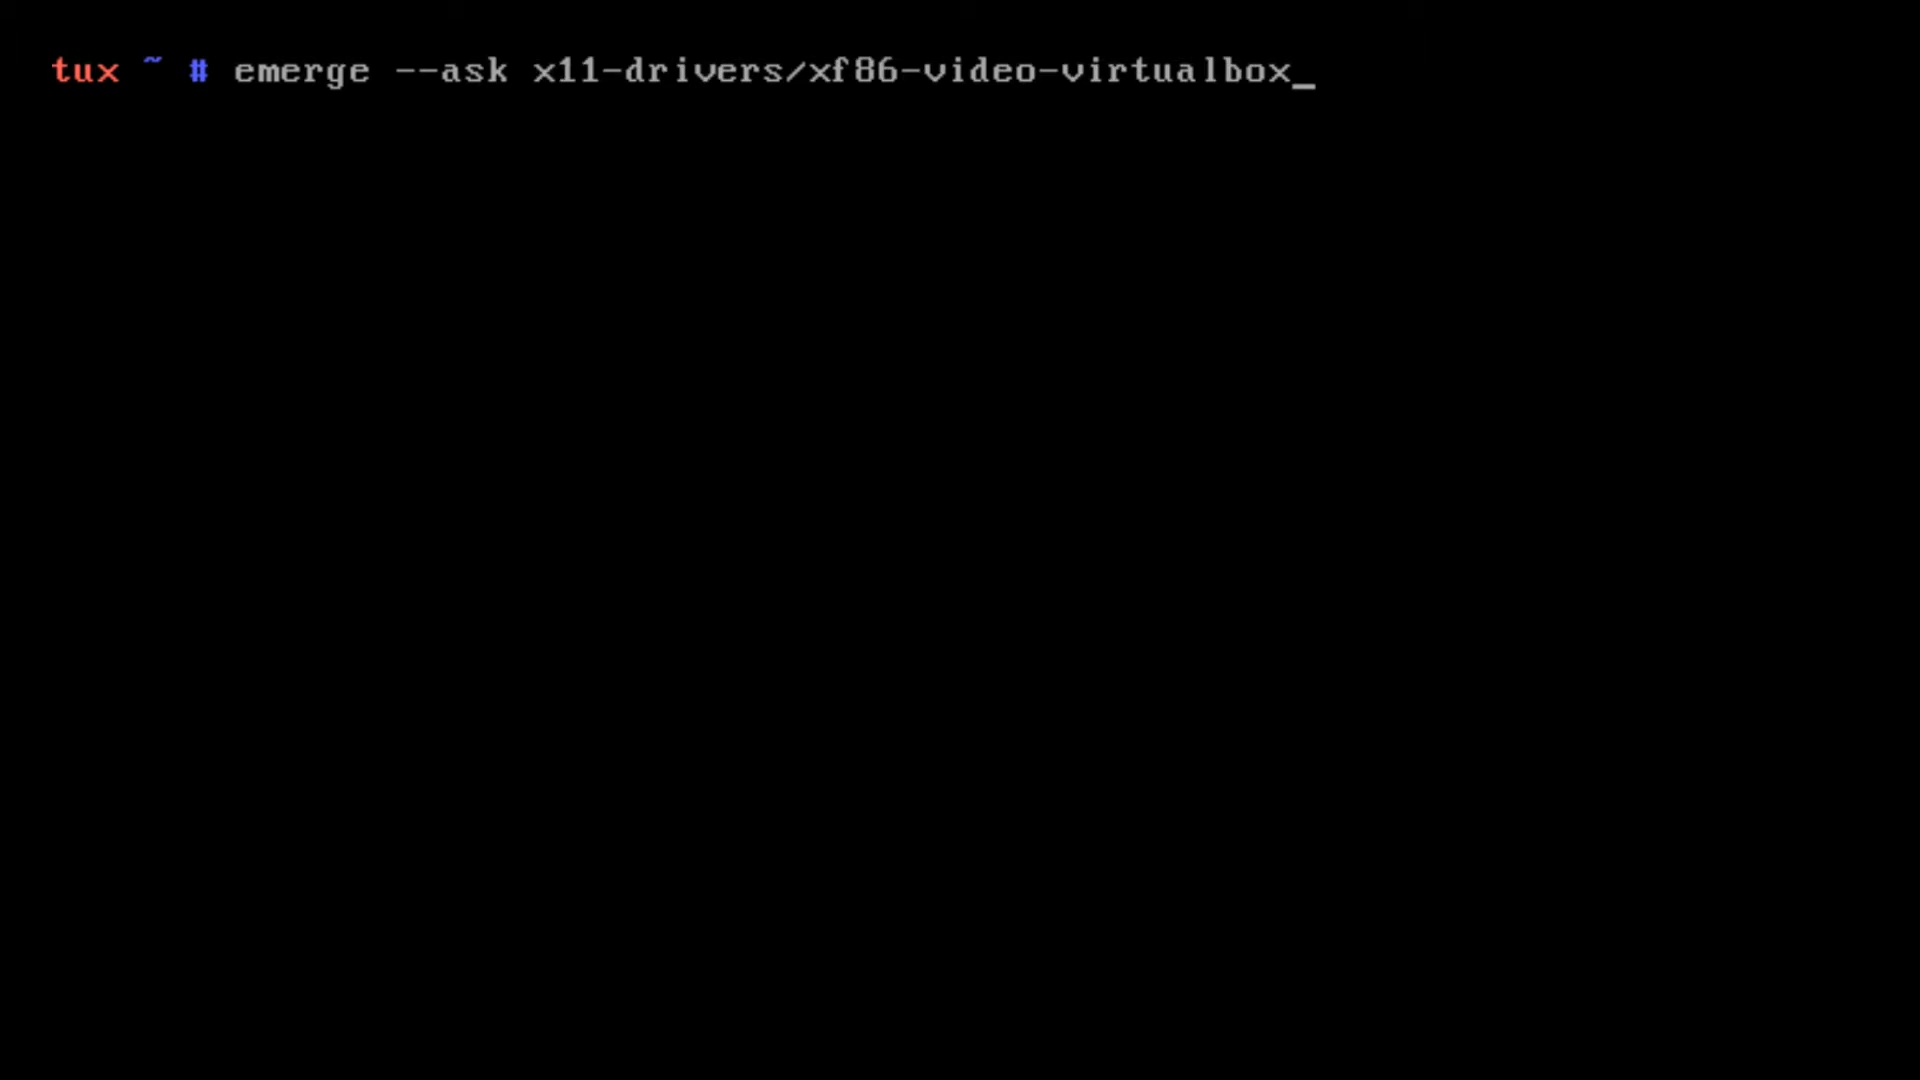 tux ~ # emerge --ask x11-drivers/xf86-video-virtualbox_